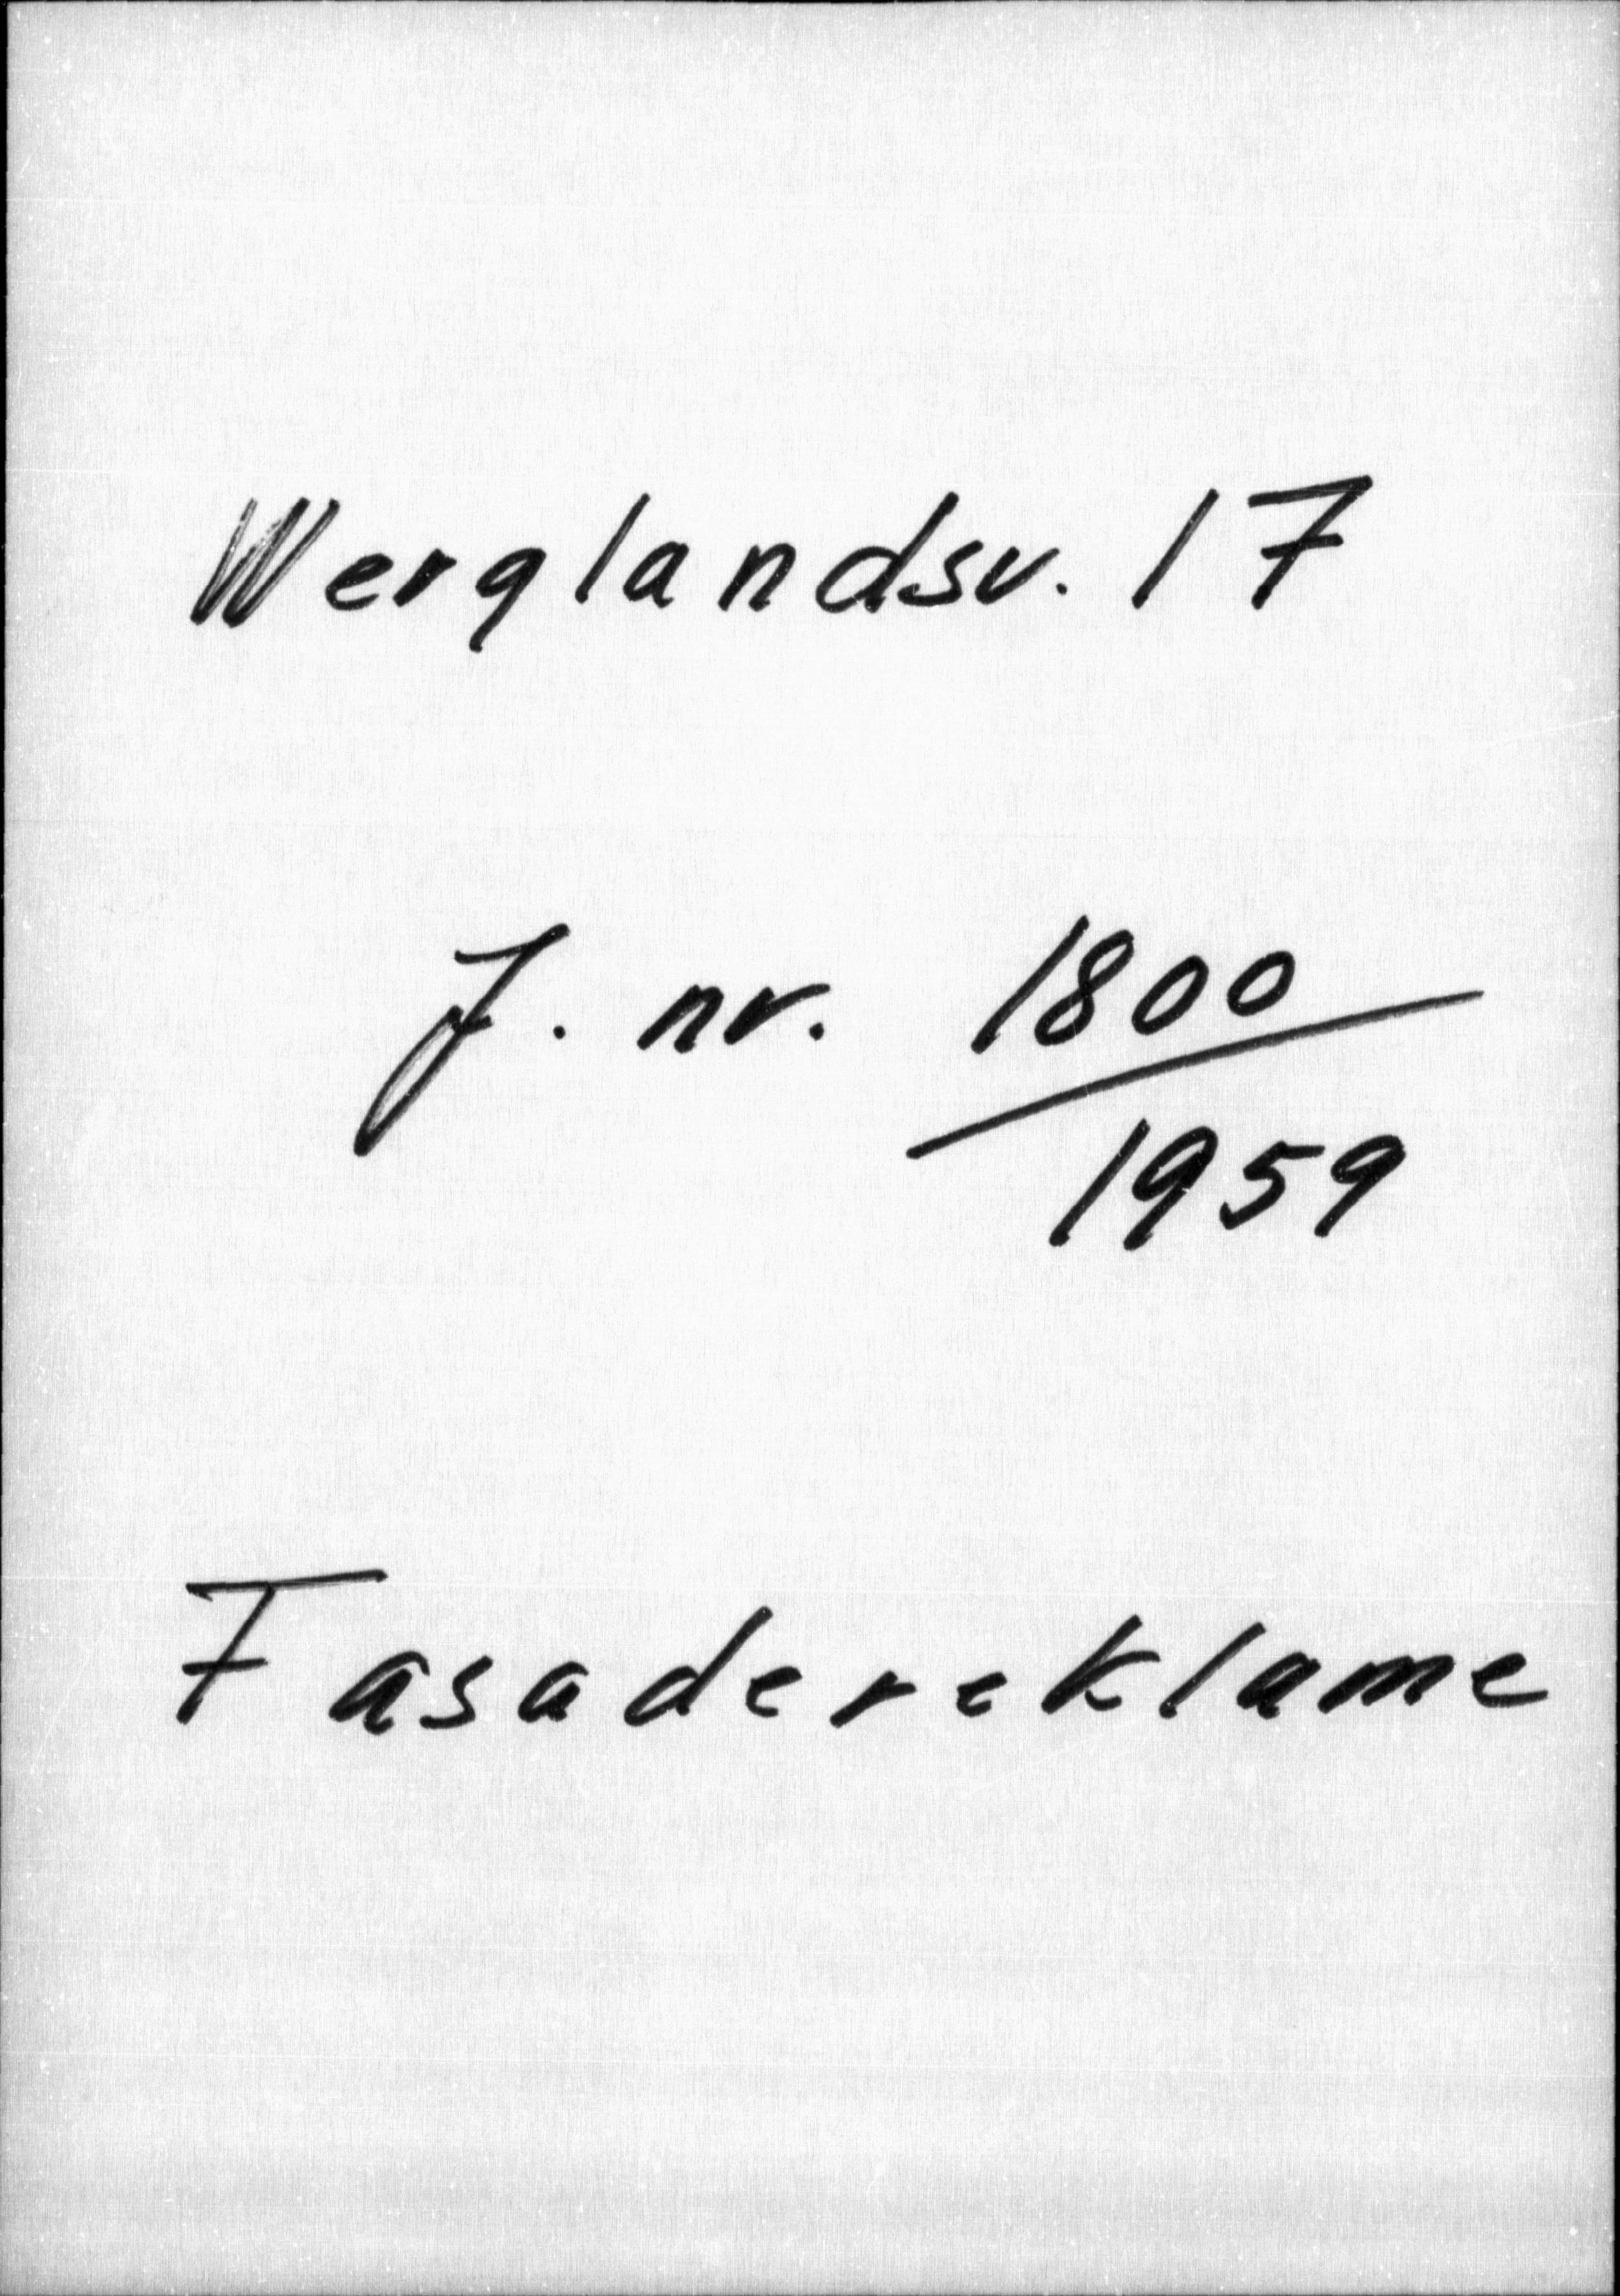 Werglandsv. 17
J. nr. 1800
1959
Fasadereklame